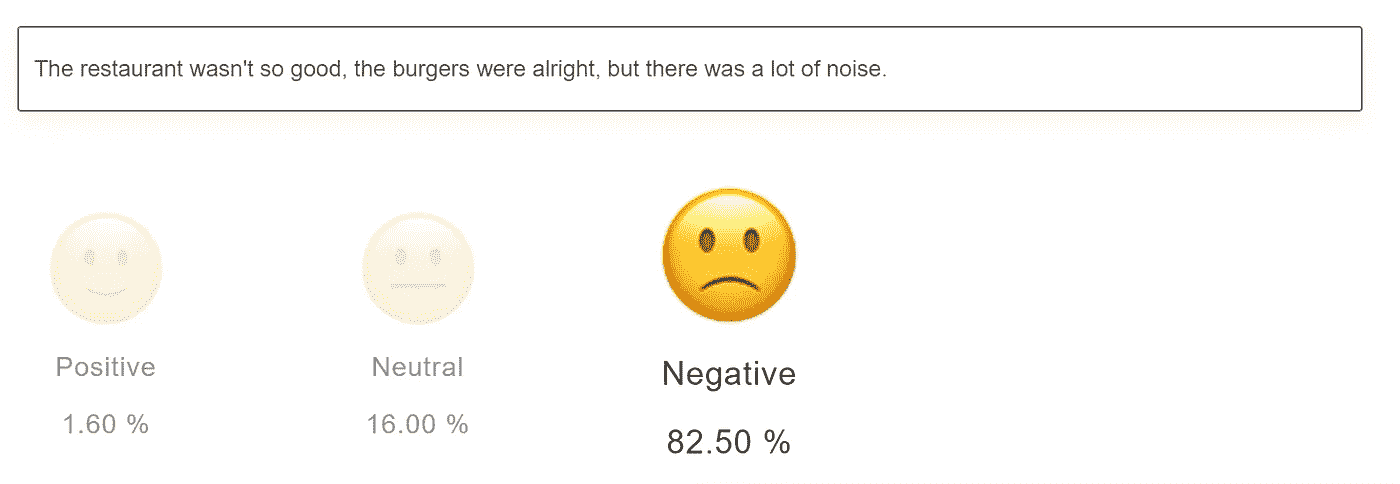 The restaurant wasn't so good, the burgers were alright, but there was a lot of noise.
Positive
Neutral
Negative
1.60 %
16.00 %
82.50 %